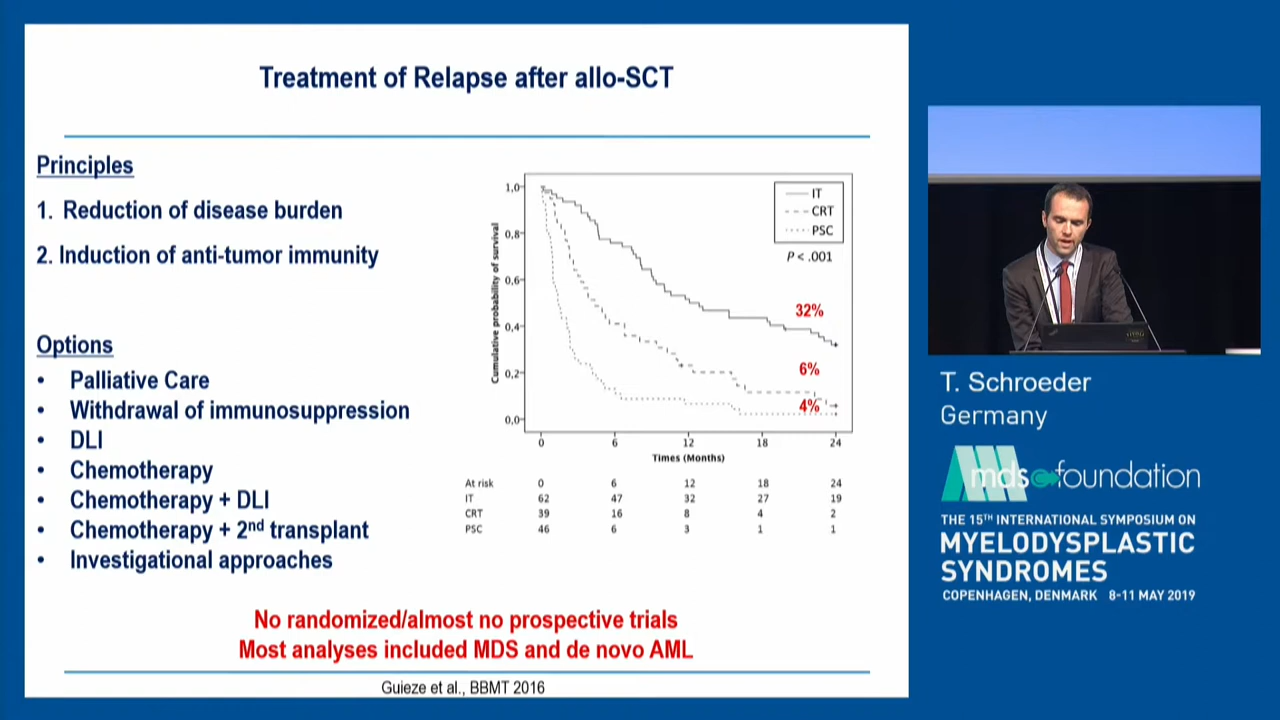 Treatment of Relapse after allo-SCT
Principles
1. Reduction of disease burden
2. Induction of anti-tumor immunity
Options
• Palliative Care
• Withdrawal of immunosuppression
• DLI
• Chemotherapy
• Chemotherapy + DLI
• Chemotherapy + 2nd transplant
• Investigational approaches
Cumulative probability of survival
1,0
0,8
0,6
0,4
0,2
0,0
IT
CRT
PSC
P < .001
32%
6%
4%
0 6 12 18 24
Times (Months)
At risk 0 6 12 18 24
IT 62 47 32 27 19
CRT 39 16 8 4 2
PSC 46 6 3 1 1
No randomized/almost no prospective trials
Most analyses included MDS and de novo AML
Guieze et al., BBMT 2016
T. Schroeder
Germany
mds foundation
THE 15TH INTERNATIONAL SYMPOSIUM ON
MYELODYSPLASTIC
SYNDROMES
COPENHAGEN, DENMARK 8-11 MAY 2019